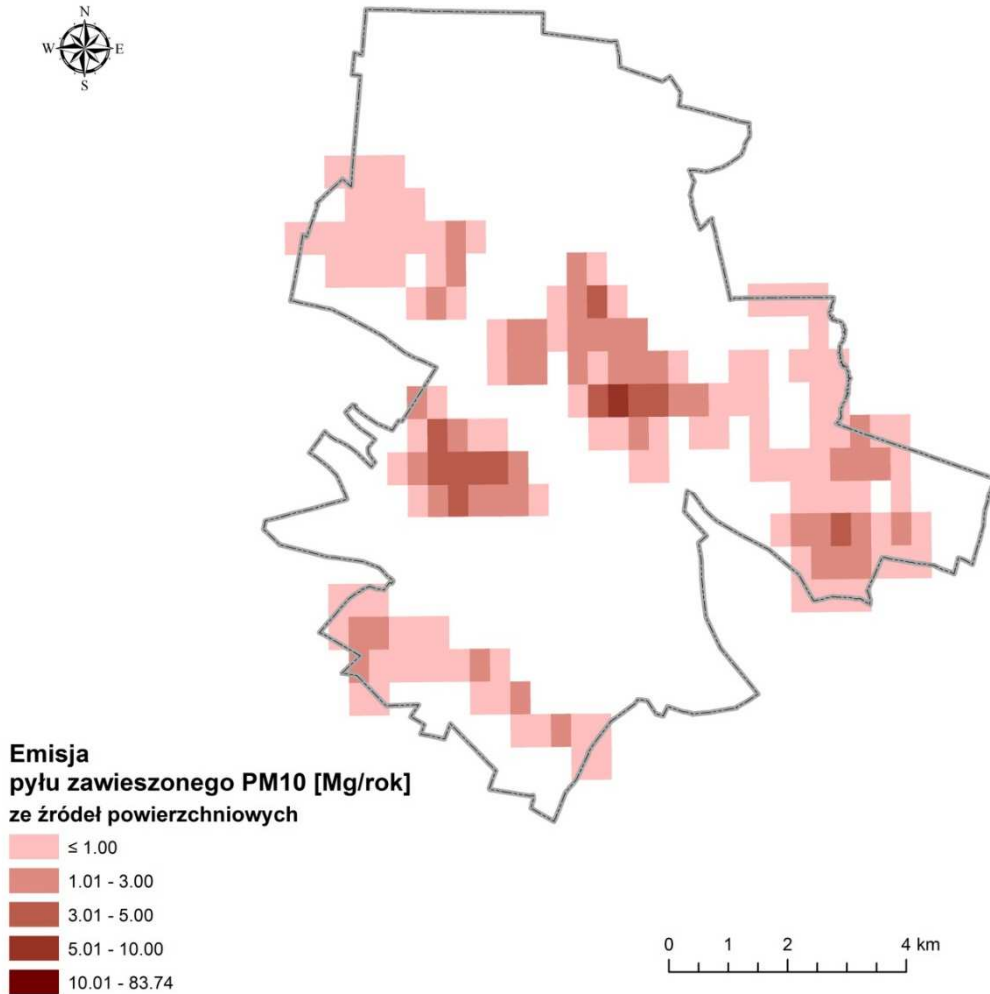 N
W E
S
Emisja
pyłu zawieszonego PM10 [Mg/rok]
ze źródeł powierzchniowych
≤ 1.00
1.01 - 3.00
3.01 - 5.00
5.01 - 10.00
10.01 - 83.74
0 1 2 4 km